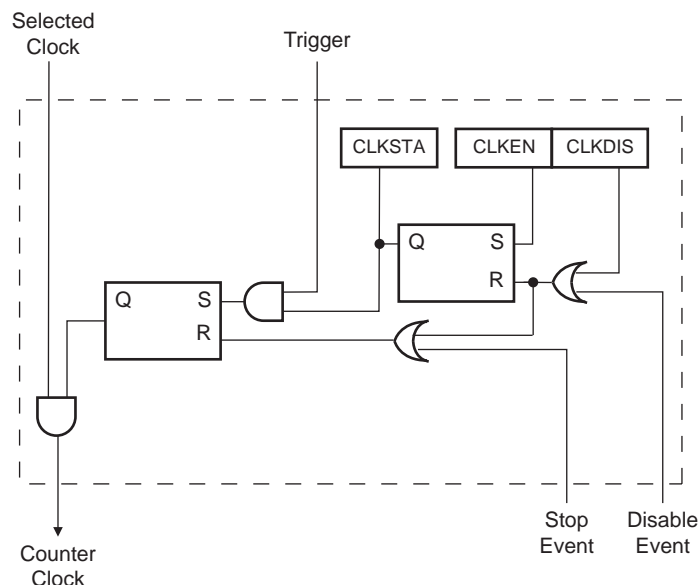 Selected
Clock
Trigger
CLKSTA
CLKEN
CLKDIS
Q
S
R
Q
S
R
Stop
Event
Disable
Event
Counter
Clock